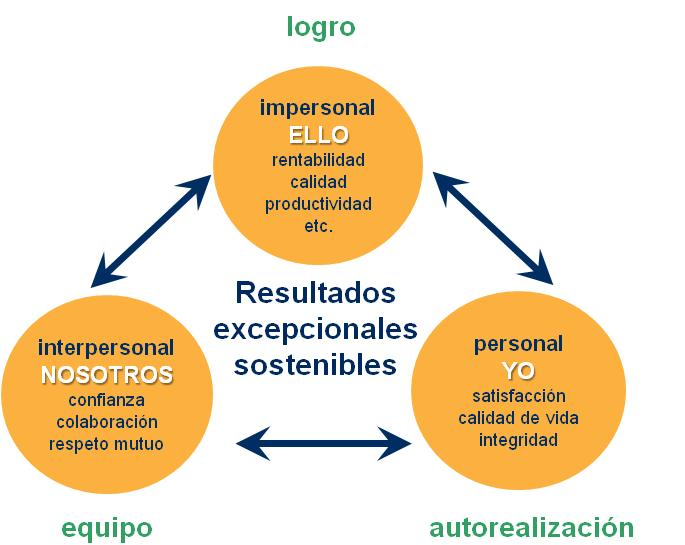 logro
impersonal
ELLO
rentabilidad
calidad
productividad
etc.
Resultados
excepcionales
sostenibles
interpersonal
NOSOTROS
confianza
colaboración
respeto mutuo
personal
YO
satisfacción
calidad de vida
integridad
equipo
autorealización